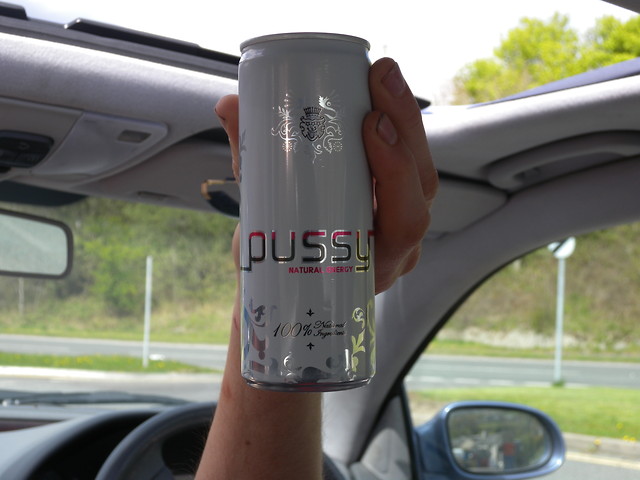 pussy
NATURAL ENERGY
100% Natural
Ingredients